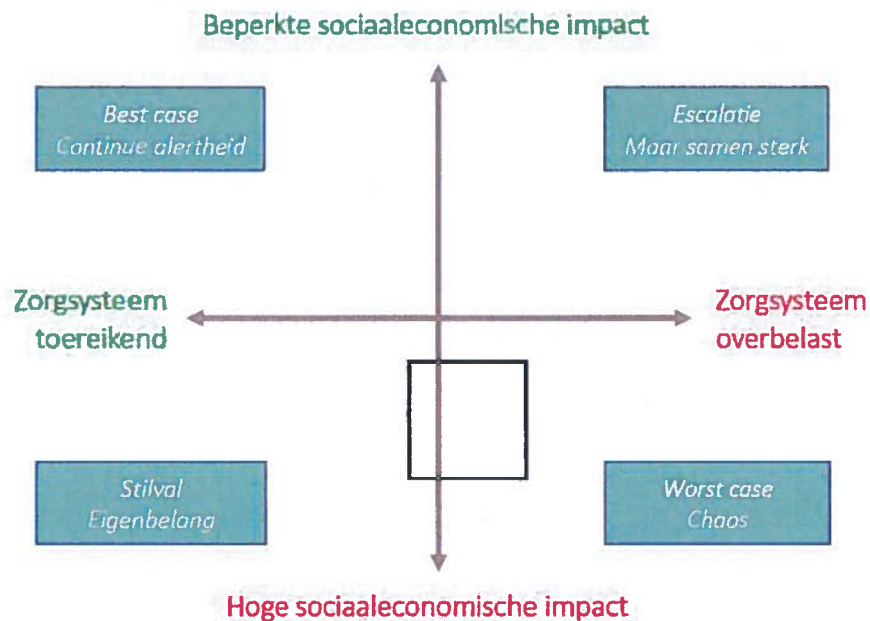 Beperkte sociaaleconomische impact
Best case
Continue alertheid
Escalatie
Maar samen sterk
Zorgsysteem
toereikend
Zorgsysteem
overbelast
Stilval
Eigenbelang
Worst case
Chaos
Hoge sociaaleconomische impact